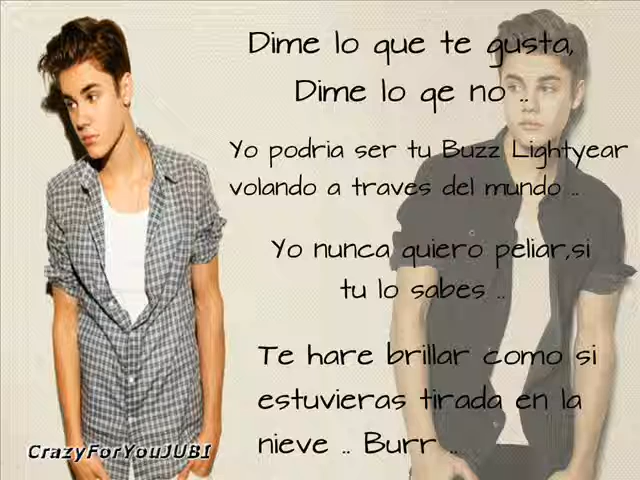 Dime lo que te gusta,
Dime lo qe no ..
Yo podria ser tu Buzz Lightyear
volando a traves del mundo ..
Yo nunca quiero peliar,si
tu lo sabes ..
Te hare brillar como si
estuvieras tirada en la
nieve .. Burr ..
CrazyForYouJUBI